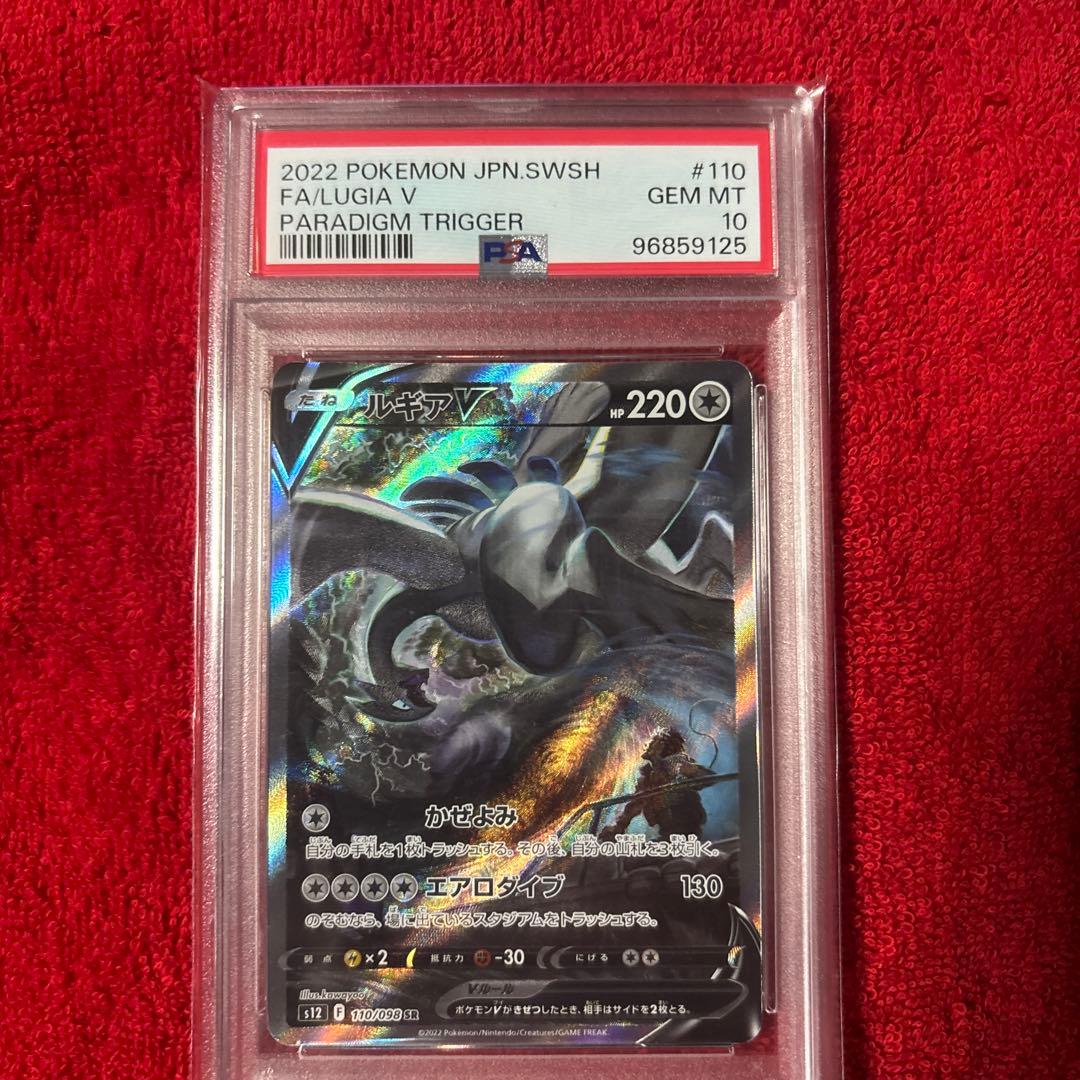 2022 POKEMON JPN.SWSH #110
FA/LUGIA V GEM MT
PARADIGM TRIGGER 10
PSA 96859125
たね ルギアV HP 220
かぜよみ
自分の手札を1枚トラッシュする。その後、自分の山札を3枚引く。
エアロダイブ 130
のぞむなら、場に出ているスタジアムをトラッシュする。
弱点 ×2 抵抗力 -30 にげる
Vルール
ポケモンVがきぜつしたとき、相手はサイドを2枚とる。
Illus.kawayoo
s12 F 110/098 SR
©2022 Pokémon/Nintendo/Creatures/GAME FREAK.